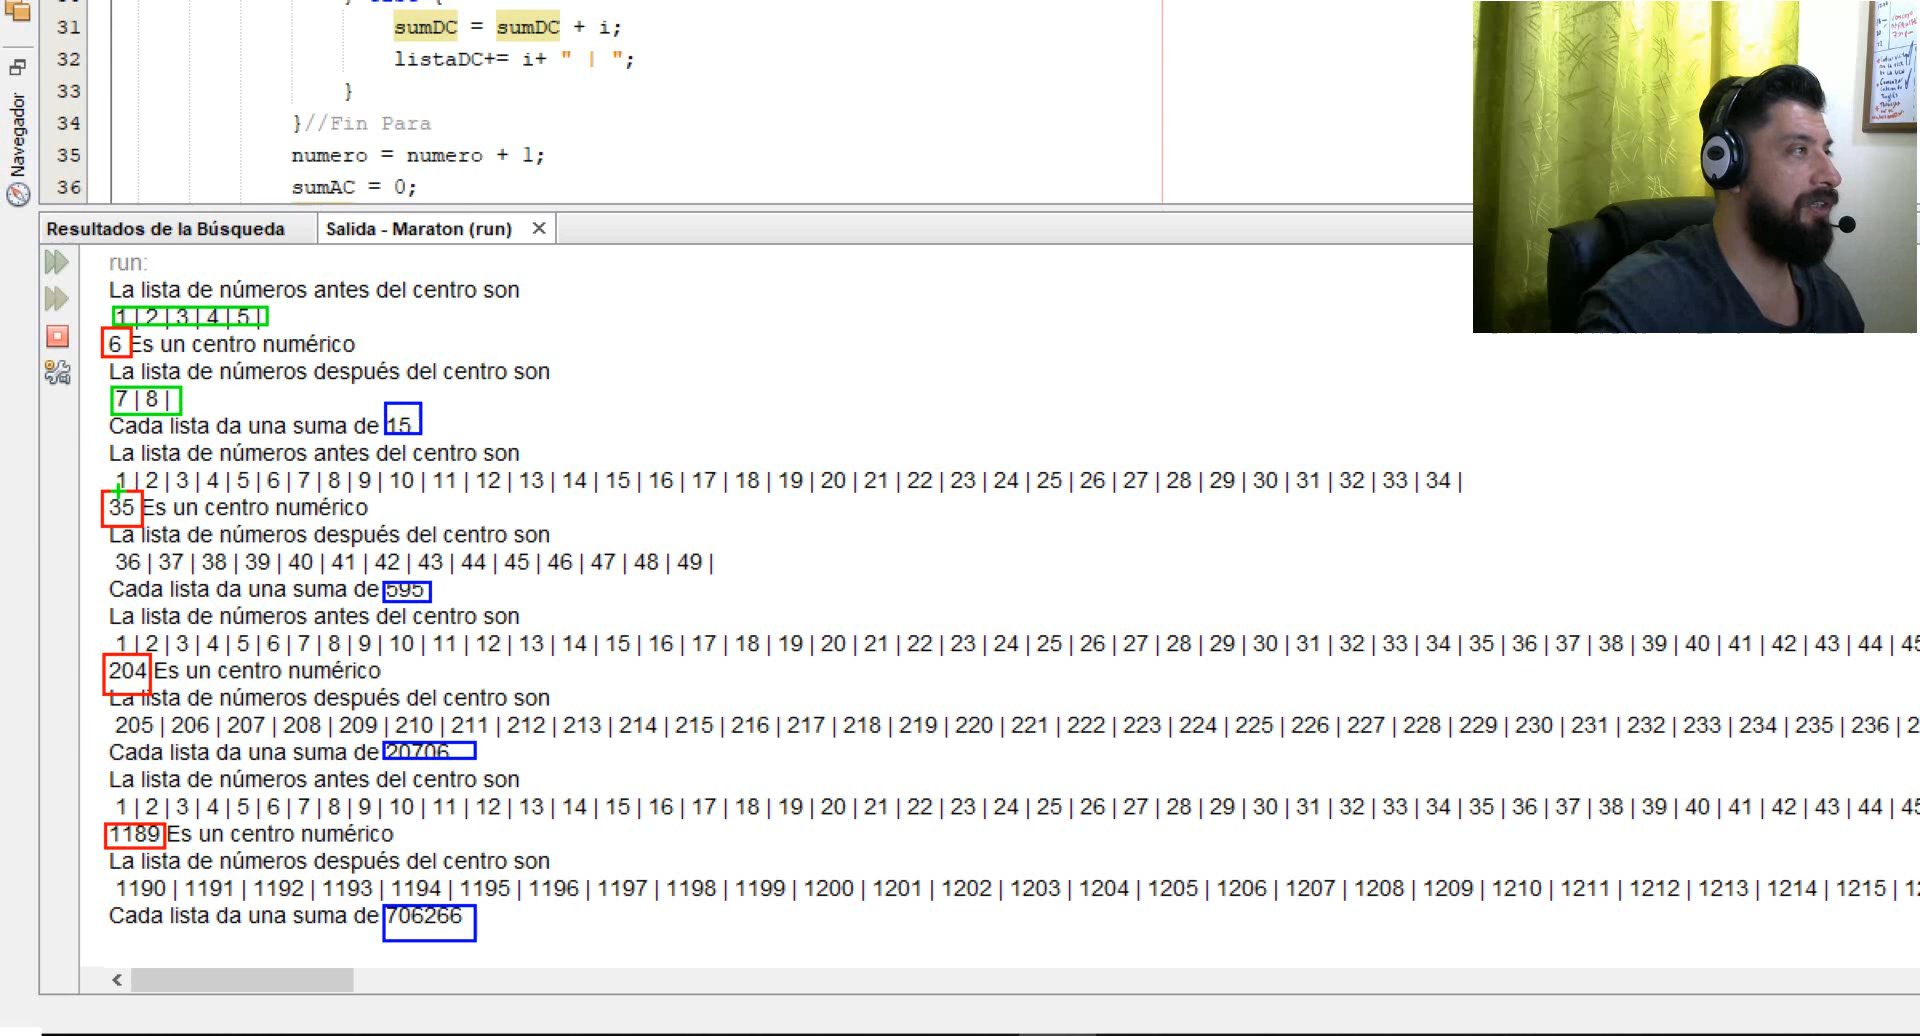 31 sumDC = sumDC + i;
32 listaDC+= i+ " | ";
33 }
34 }//Fin Para
35 numero = numero + 1;
36 sumAC = 0;
Navegador
Resultados de la Búsqueda Salida - Maraton (run)
run:
La lista de números antes del centro son
1 | 2 | 3 | 4 | 5 |
6 Es un centro numérico
La lista de números después del centro son
7 | 8 |
Cada lista da una suma de 15
La lista de números antes del centro son
1 | 2 | 3 | 4 | 5 | 6 | 7 | 8 | 9 | 10 | 11 | 12 | 13 | 14 | 15 | 16 | 17 | 18 | 19 | 20 | 21 | 22 | 23 | 24 | 25 | 26 | 27 | 28 | 29 | 30 | 31 | 32 | 33 | 34 |
35 Es un centro numérico
La lista de números después del centro son
36 | 37 | 38 | 39 | 40 | 41 | 42 | 43 | 44 | 45 | 46 | 47 | 48 | 49 |
Cada lista da una suma de 595
La lista de números antes del centro son
1 | 2 | 3 | 4 | 5 | 6 | 7 | 8 | 9 | 10 | 11 | 12 | 13 | 14 | 15 | 16 | 17 | 18 | 19 | 20 | 21 | 22 | 23 | 24 | 25 | 26 | 27 | 28 | 29 | 30 | 31 | 32 | 33 | 34 | 35 | 36 | 37 | 38 | 39 | 40 | 41 | 42 | 43 | 44 | 45
204 Es un centro numérico
La lista de números después del centro son
205 | 206 | 207 | 208 | 209 | 210 | 211 | 212 | 213 | 214 | 215 | 216 | 217 | 218 | 219 | 220 | 221 | 222 | 223 | 224 | 225 | 226 | 227 | 228 | 229 | 230 | 231 | 232 | 233 | 234 | 235 | 236 | 2
Cada lista da una suma de 20706
La lista de números antes del centro son
1 | 2 | 3 | 4 | 5 | 6 | 7 | 8 | 9 | 10 | 11 | 12 | 13 | 14 | 15 | 16 | 17 | 18 | 19 | 20 | 21 | 22 | 23 | 24 | 25 | 26 | 27 | 28 | 29 | 30 | 31 | 32 | 33 | 34 | 35 | 36 | 37 | 38 | 39 | 40 | 41 | 42 | 43 | 44 | 45
1189 Es un centro numérico
La lista de números después del centro son
1190 | 1191 | 1192 | 1193 | 1194 | 1195 | 1196 | 1197 | 1198 | 1199 | 1200 | 1201 | 1202 | 1203 | 1204 | 1205 | 1206 | 1207 | 1208 | 1209 | 1210 | 1211 | 1212 | 1213 | 1214 | 1215 | 12
Cada lista da una suma de 706266